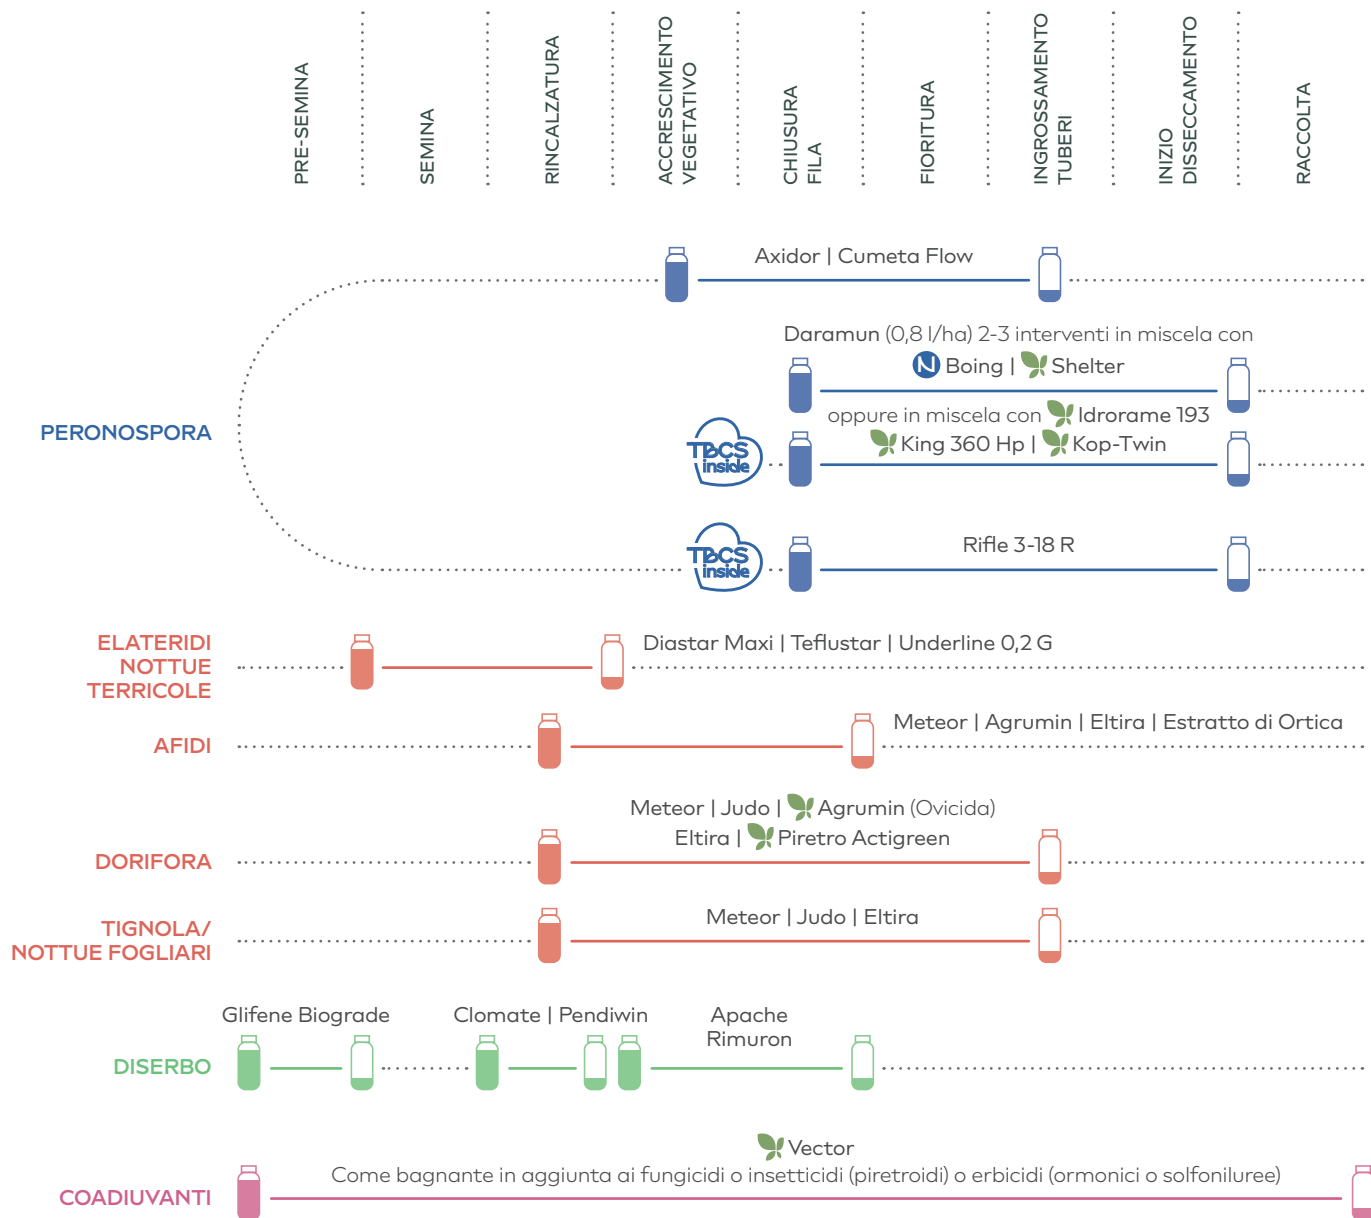 PRE-SEMINA
SEMINA
RINCALZATURA
ACCRESCIMENTO
VEGETATIVO
CHIUSURA
FILA
FIORITURA
INGROSSAMENTO
TUBERI
INIZIO
DISSECCAMENTO
RACCOLTA
PERONOSPORA
Axidor | Cumeta Flow
Daramun (0,8 l/ha) 2-3 interventi in miscela con
N Boing | Shelter
oppure in miscela con Idrorame 193
King 360 Hp | Kop-Twin
TBCS
inside
Rifle 3-18 R
TBCS
inside
ELATERIDI
NOTTUE
TERRICOLE
Diastar Maxi | Teflustar | Underline 0,2 G
AFIDI
Meteor | Agrumin | Eltira | Estratto di Ortica
DORIFORA
Meteor | Judo | Agrumin (Ovicida)
Eltira | Piretro Actigreen
TIGNOLA/
NOTTUE FOGLIARI
Meteor | Judo | Eltira
DISERBO
Glifene Biograde
Clomate | Pendiwin
Apache
Rimuron
COADIUVANTI
Vector
Come bagnante in aggiunta ai fungicidi o insetticidi (piretroidi) o erbicidi (ormonici o solfoniluree)